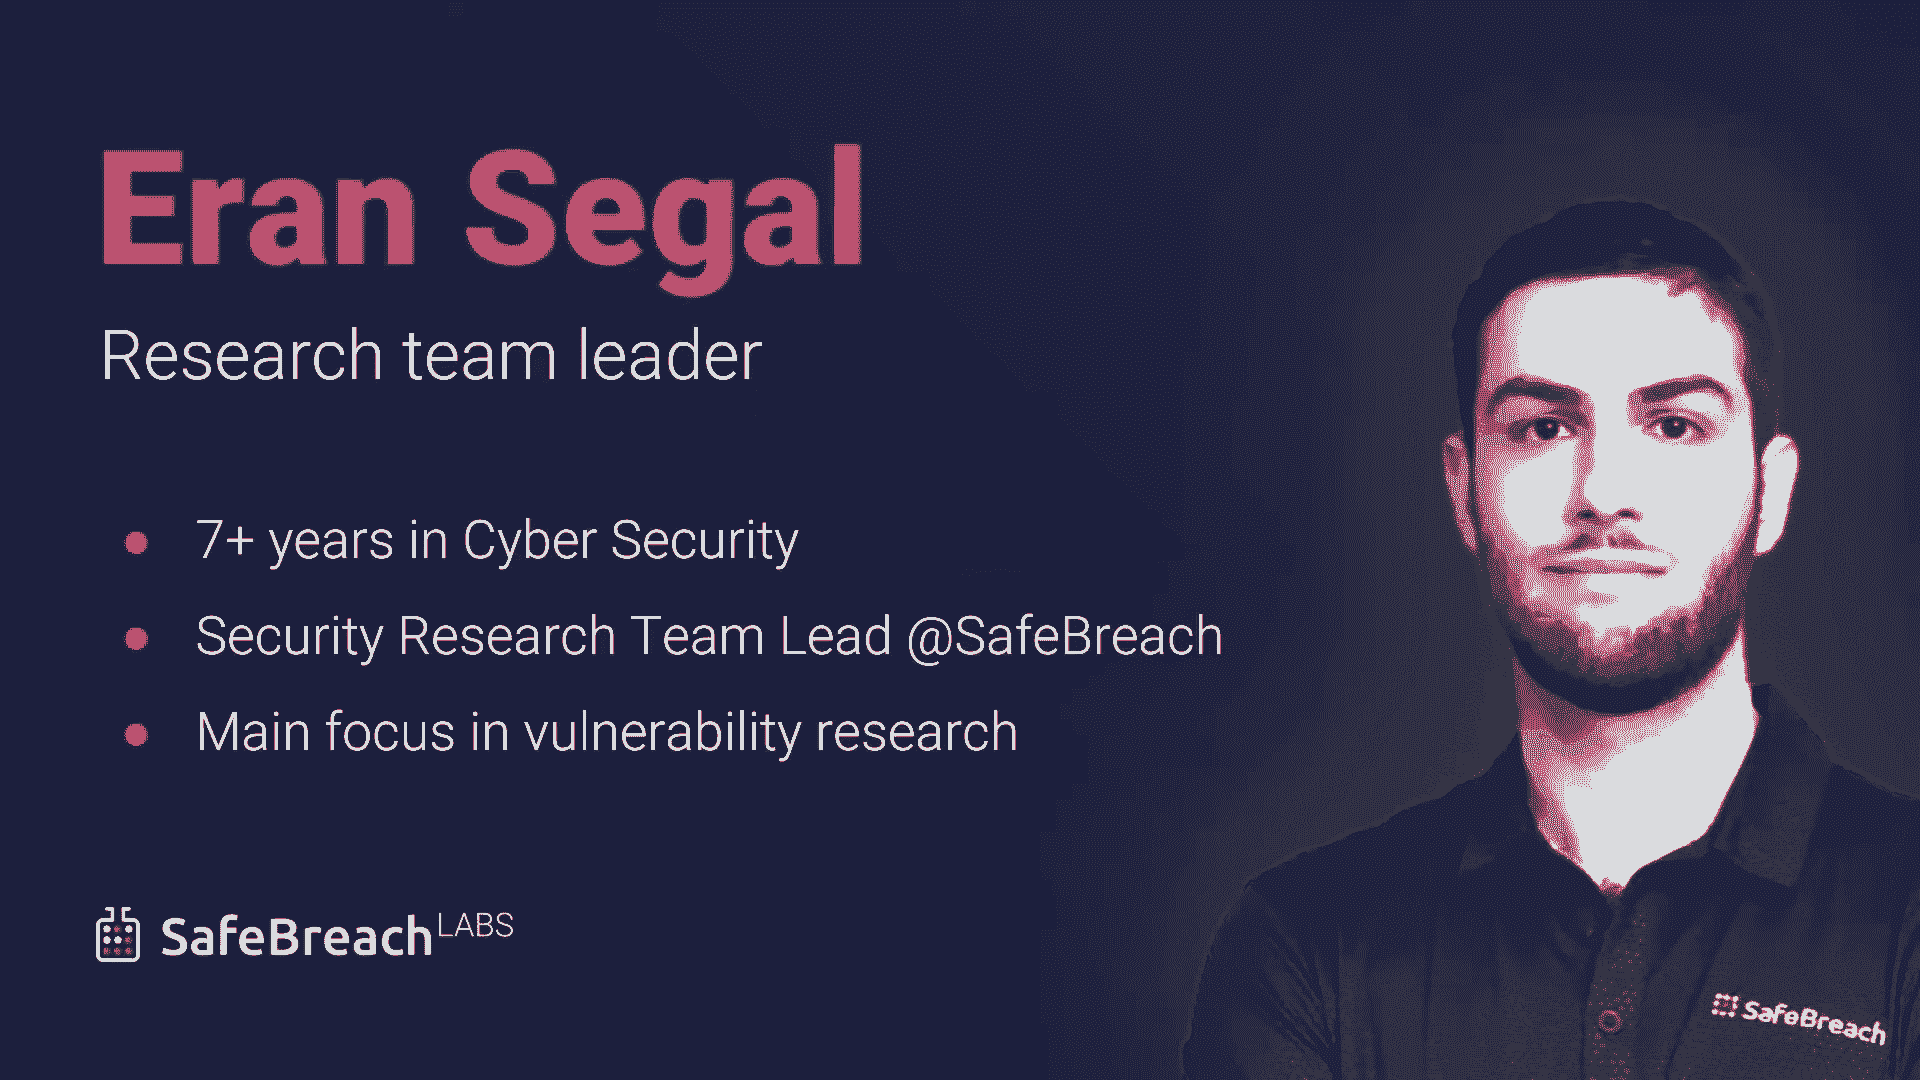 Eran Segal
Research team leader
7+ years in Cyber Security
Security Research Team Lead @SafeBreach
Main focus in vulnerability research
SafeBreach LABS
SafeBreach